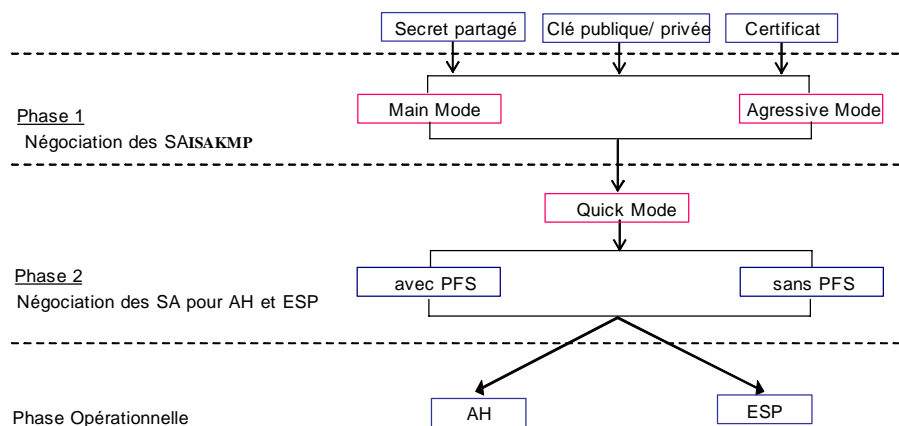 Secret partagé
Clé publique/ privée
Certificat
Main Mode
Agressive Mode
Phase 1
Négociation des SAISAKMP
Quick Mode
Phase 2
avec PFS
sans PFS
Négociation des SA pour AH et ESP
AH
ESP
Phase Opérationnelle